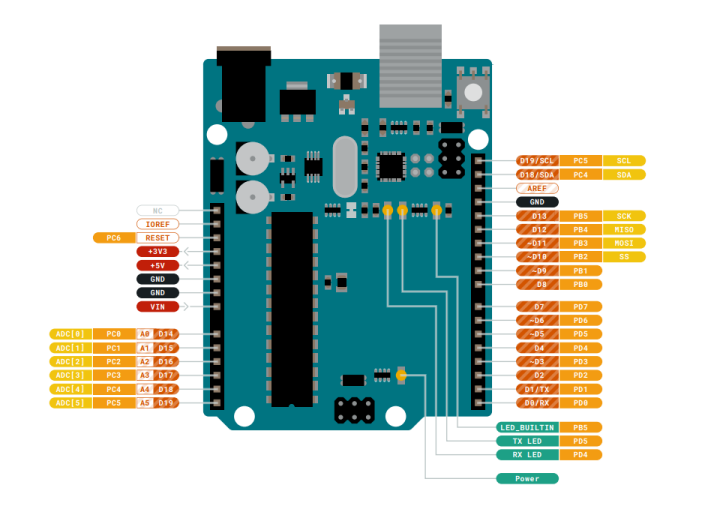 D19/SCL PC5 SCL
D18/SDA PC4 SDA
AREF
GND
D13 PB5 SCK
D12 PB4 MISO
~D11 PB3 MOSI
~D10 PB2 SS
~D9 PB1
D8 PB0
D7 PD7
~D6 PD6
~D5 PD5
D4 PD4
~D3 PD3
D2 PD2
D1/TX PD1
D0/RX PD0
NC
IOREF
PC6 RESET
+3V3
+5V
GND
GND
VIN
ADC[0] PC0 A0 D14
ADC[1] PC1 A1 D15
ADC[2] PC2 A2 D16
ADC[3] PC3 A3 D17
ADC[4] PC4 A4 D18
ADC[5] PC5 A5 D19
LED_BUILTIN PB5
TX LED PD5
RX LED PD4
Power